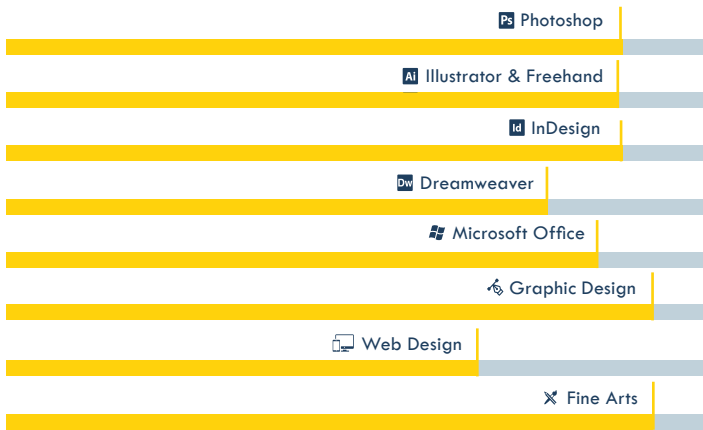 Ps Photoshop
Ai Illustrator & Freehand
Id InDesign
Dw Dreamweaver
Microsoft Office
Graphic Design
Web Design
Fine Arts